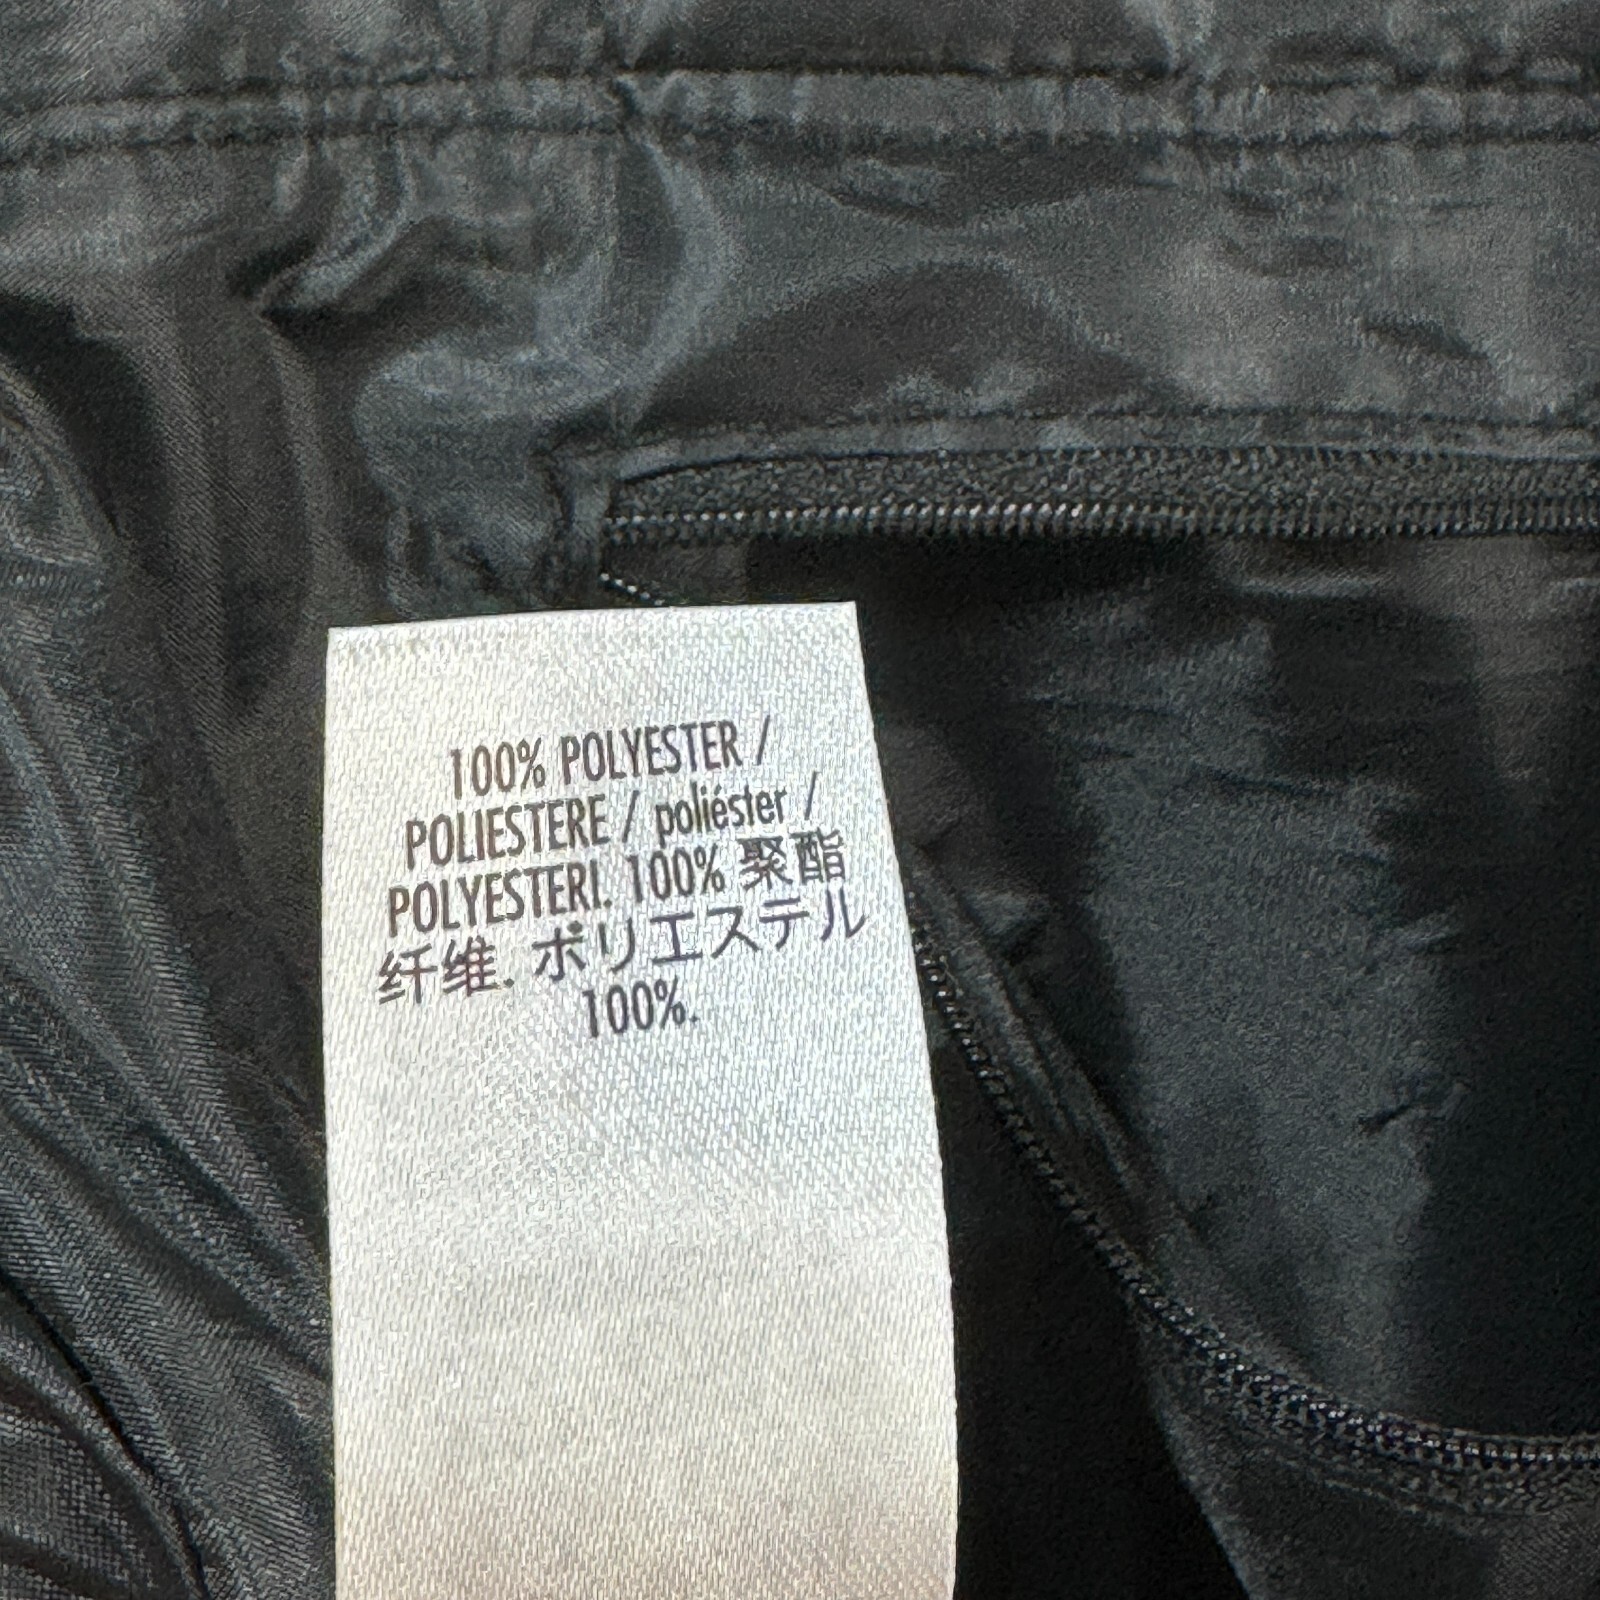 100% POLYESTER /
POLIESTERE / poliéster /
POLYESTERI. 100% 聚酯
纤维. ポリエステル
100%.